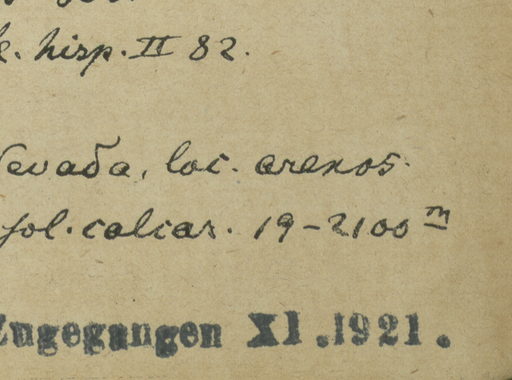 hisp. II 82.
Nevada, loc. arenos.
sol. calcar. 19-2100 m
Zugegangen XI.1921.